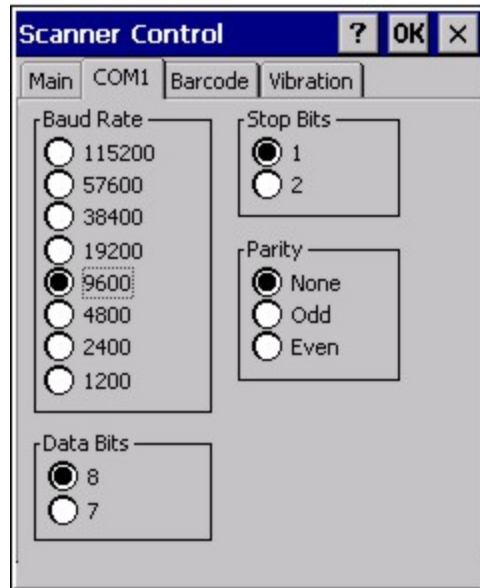 Scanner Control ? OK ×
Main COM1 Barcode Vibration
Baud Rate
115200
57600
38400
19200
9600
4800
2400
1200
Stop Bits
1
2
Parity
None
Odd
Even
Data Bits
8
7